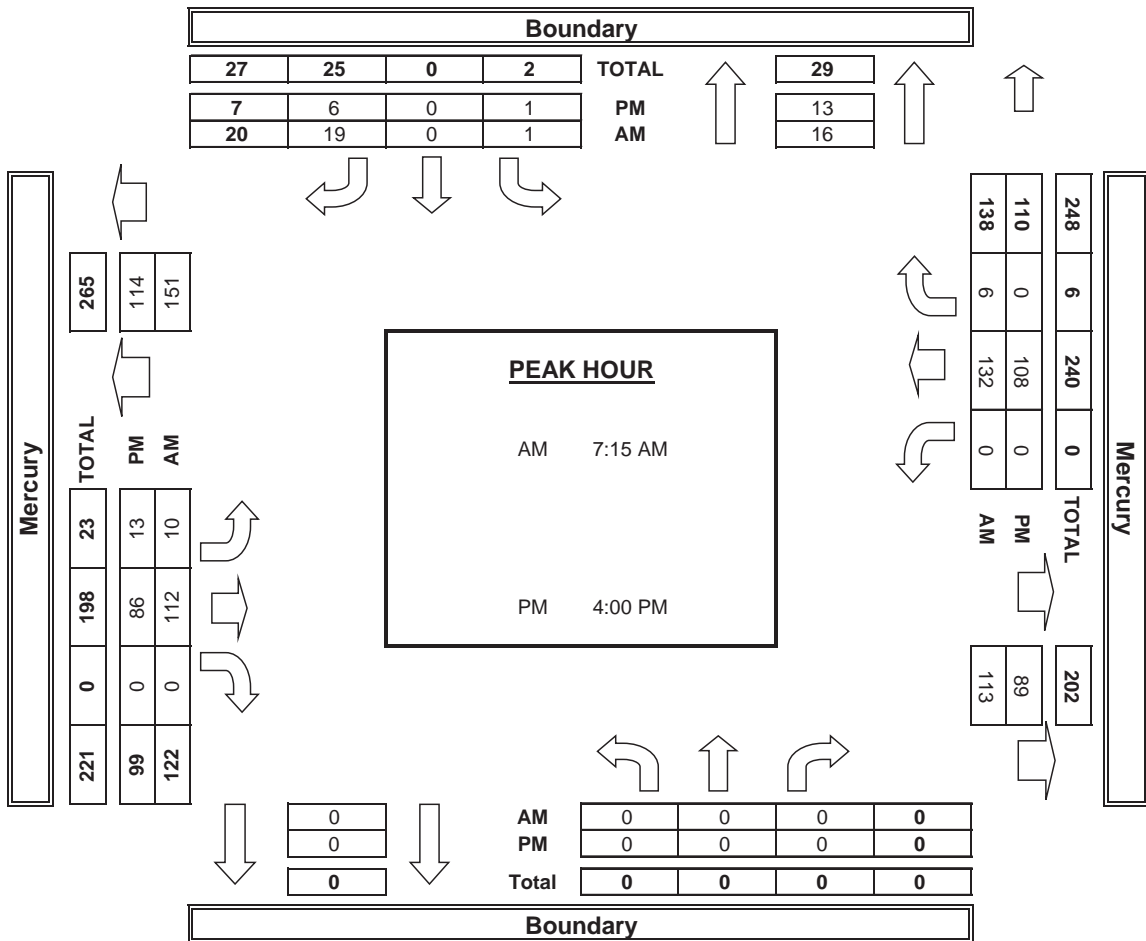 Boundary
27 25 0 2 TOTAL 29
7 6 0 1 PM 13
20 19 0 1 AM 16
Mercury
265 114 151
TOTAL PM AM
23 13 10
198 86 112
0 0 0
221 99 122
PEAK HOUR
AM 7:15 AM
PM 4:00 PM
138 110 248
6 0 6
132 108 240
0 0 0
AM PM TOTAL
113 89 202
Mercury
0 AM 0 0 0 0
0 PM 0 0 0 0
0 Total 0 0 0 0
Boundary